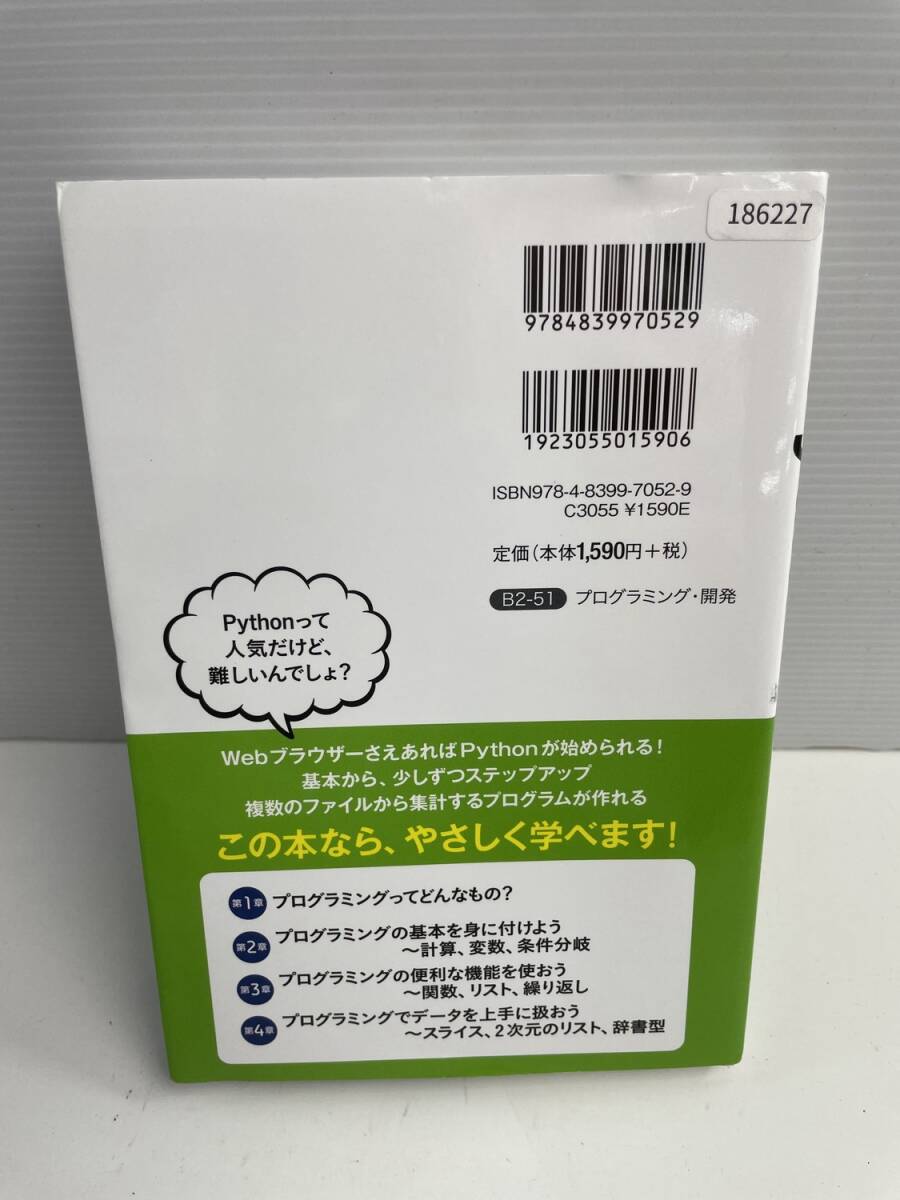 186227
9784839970529
1923055015906
ISBN978-4-8399-7052-9
C3055 ¥1590E
定価(本体1,590円+税)
B2-51 プログラミング・開発
Pythonって
人気だけど、
難しいんでしょ?
WebブラウザーさえあればPythonが始められる!
基本から、少しずつステップアップ
複数のファイルから集計するプログラムが作れる
この本なら、やさしく学べます!
第1章 プログラミングってどんなもの?
第2章 プログラミングの基本を身に付けよう
~計算、変数、条件分岐
第3章 プログラミングの便利な機能を使おう
~関数、リスト、繰り返し
第4章 プログラミングでデータを上手に扱おう
~スライス、2次元のリスト、辞書型